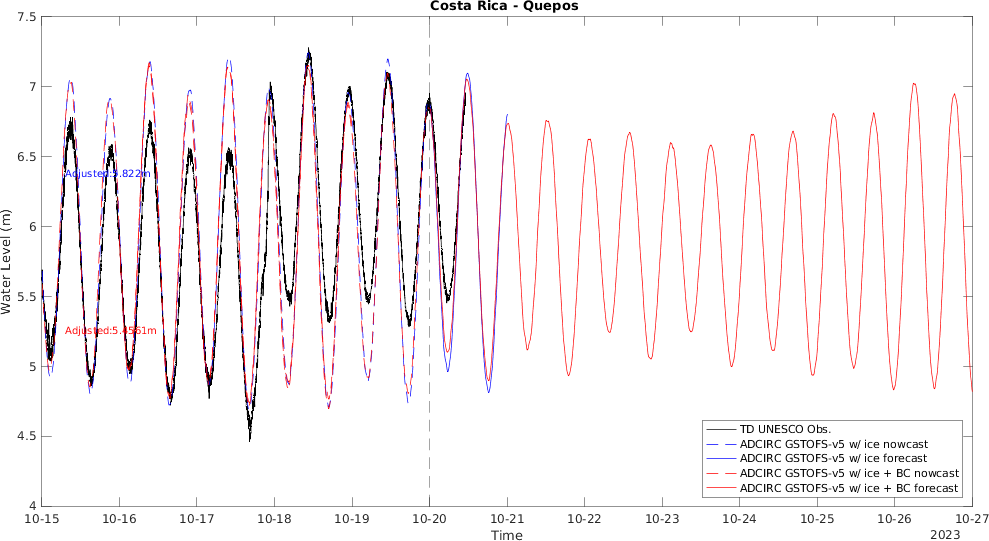 Costa Rica - Quepos
7.5
7
6.5
6
5.5
5
4.5
4
Water Level (m)
Adjusted:5.4561m
TD UNESCO Obs.
ADCIRC GSTOFS-v5 w/ ice nowcast
ADCIRC GSTOFS-v5 w/ ice forecast
ADCIRC GSTOFS-v5 w/ ice + BC nowcast
ADCIRC GSTOFS-v5 w/ ice + BC forecast
10-15 10-16 10-17 10-18 10-19 10-20 10-21 10-22 10-23 10-24 10-25 10-26 10-27
Time
2023